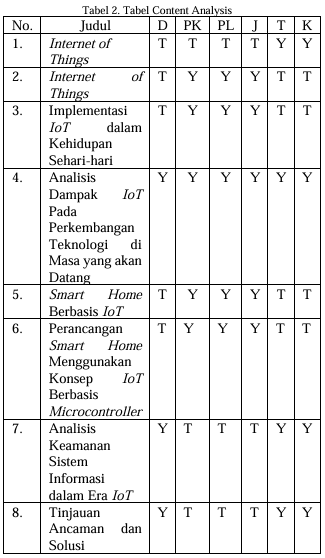 Tabel 2. Tabel Content Analysis
No. Judul D PK PL J T K
1. Internet of T T T T Y Y
Things
2. Internet of T Y Y Y T T
Things
3. Implementasi T Y Y Y T T
IoT dalam
Kehidupan
Sehari-hari
4. Analisis Y Y Y Y Y Y
Dampak IoT
Pada
Perkembangan
Teknologi di
Masa yang akan
Datang
5. Smart Home T Y Y Y T T
Berbasis IoT
6. Perancangan T Y Y Y T T
Smart Home
Menggunakan
Konsep IoT
Berbasis
Microcontroller
7. Analisis Y T T T Y Y
Keamanan
Sistem
Informasi
dalam Era IoT
8. Tinjauan Y T T T Y Y
Ancaman dan
Solusi